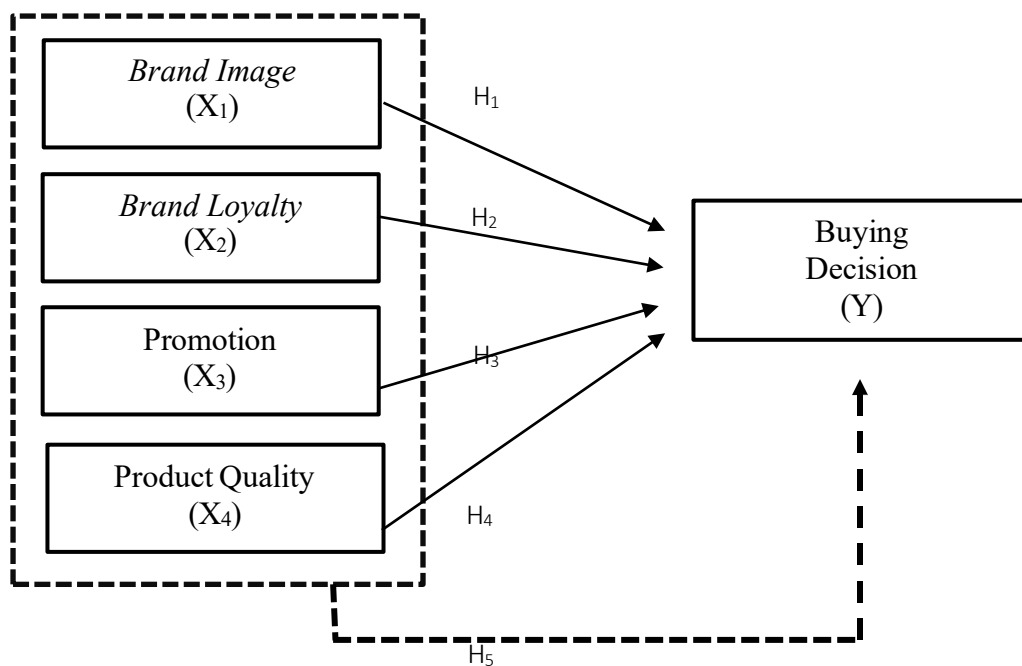 Brand Image
(X₁)
H₁
Brand Loyalty
(X₂)
H₂
Buying
Decision
(Y)
Promotion
(X₃)
H₃
Product Quality
(X₄)
H₄
H₅